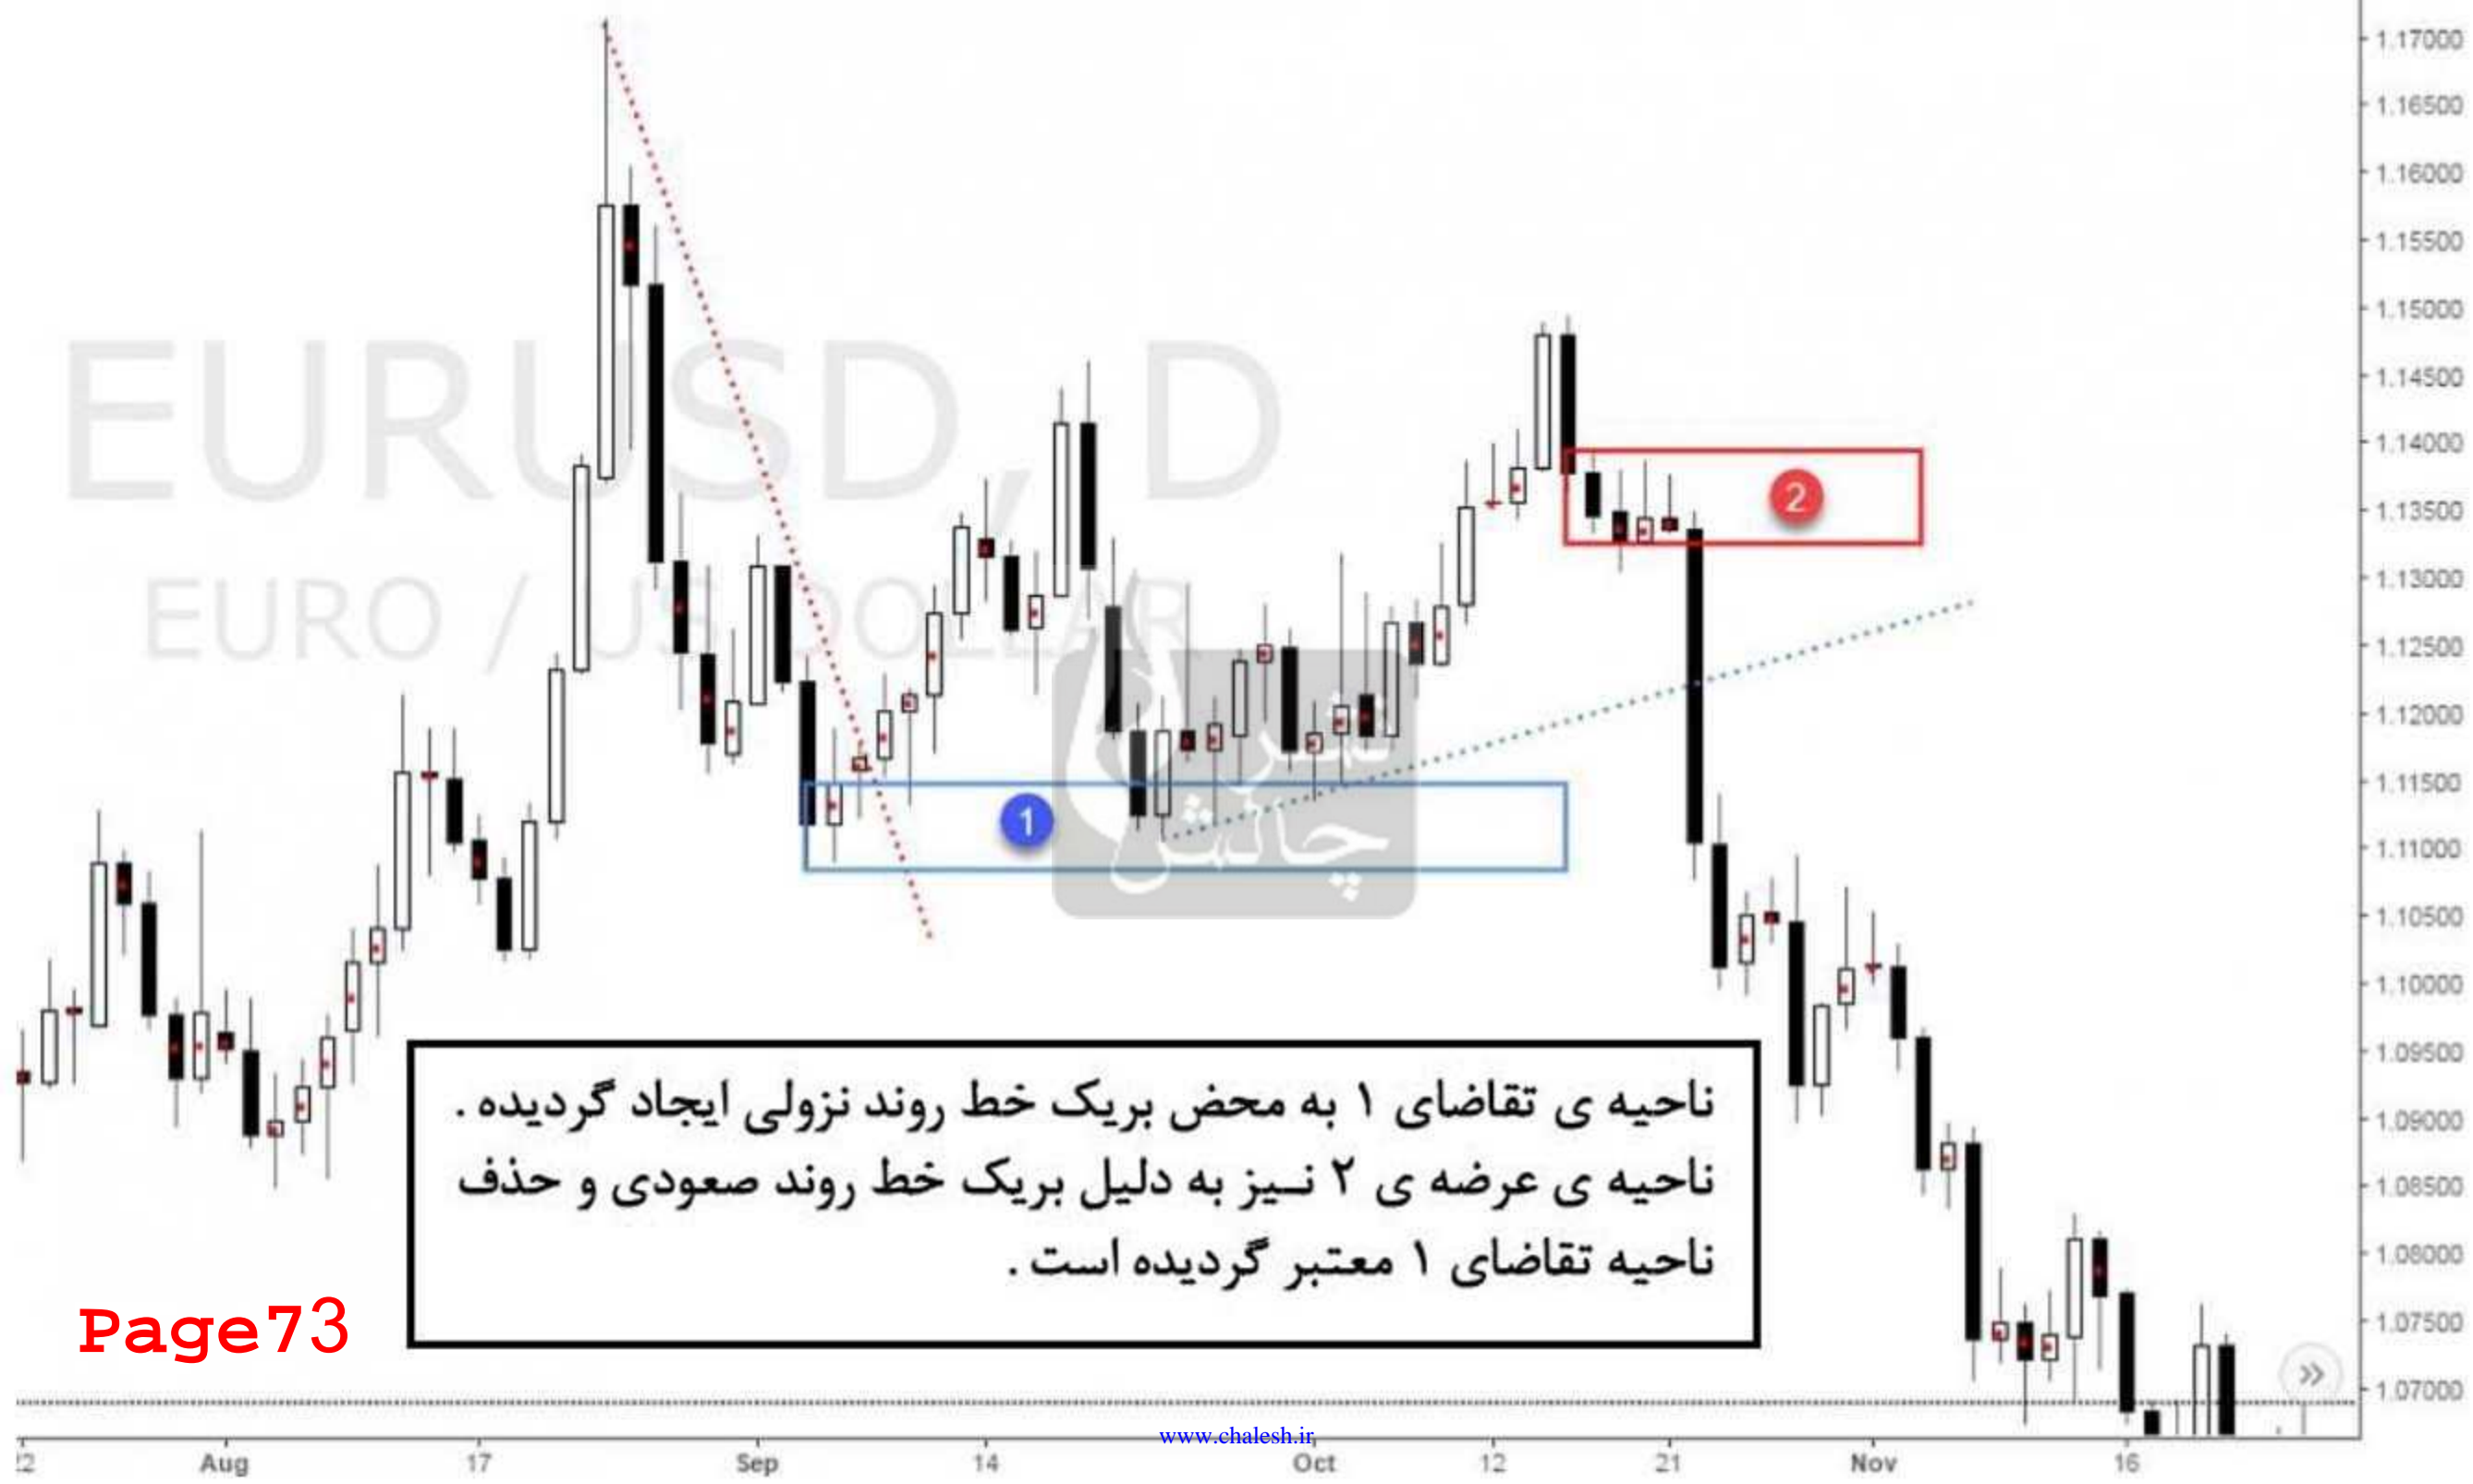 1.17000
1.16500
1.16000
1.15500
1.15000
1.14500
1.14000
1.13500
1.13000
1.12500
1.12000
1.11500
1.11000
1.10500
1.10000
1.09500
1.09000
1.08500
1.08000
1.07500
1.07000
EURUSD, D
EURO / US DOLLAR
2
1
نشر
چالش
ناحیه ی تقاضای ۱ به محض بریک خط روند نزولی ایجاد گردیده .
ناحیه ی عرضه ی ۲ نیز به دلیل بریک خط روند صعودی و حذف
ناحیه تقاضای ۱ معتبر گردیده است .
Page73
»
www.chalesh.ir
22 Aug 17 Sep 14 Oct 12 21 Nov 16